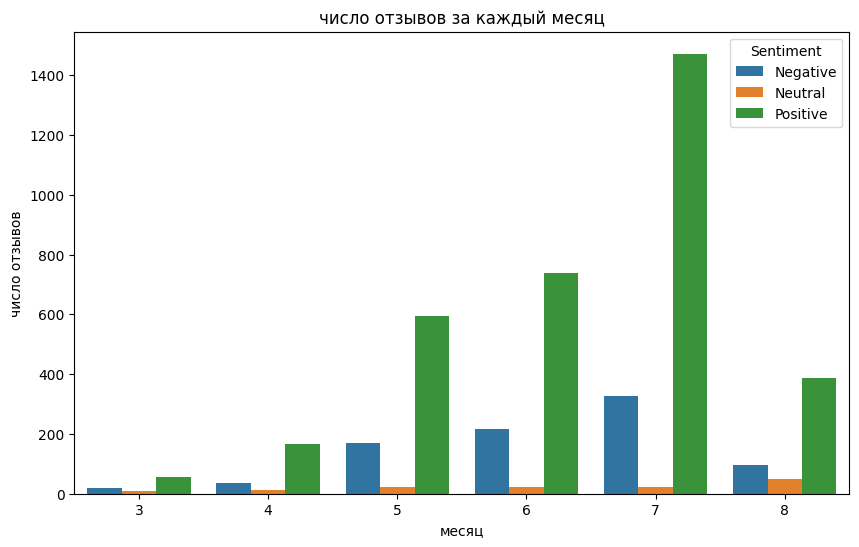 число отзывов за каждый месяц
Sentiment
Negative
Neutral
Positive
число отзывов
1400
1200
1000
800
600
400
200
0
3 4 5 6 7 8
месяц